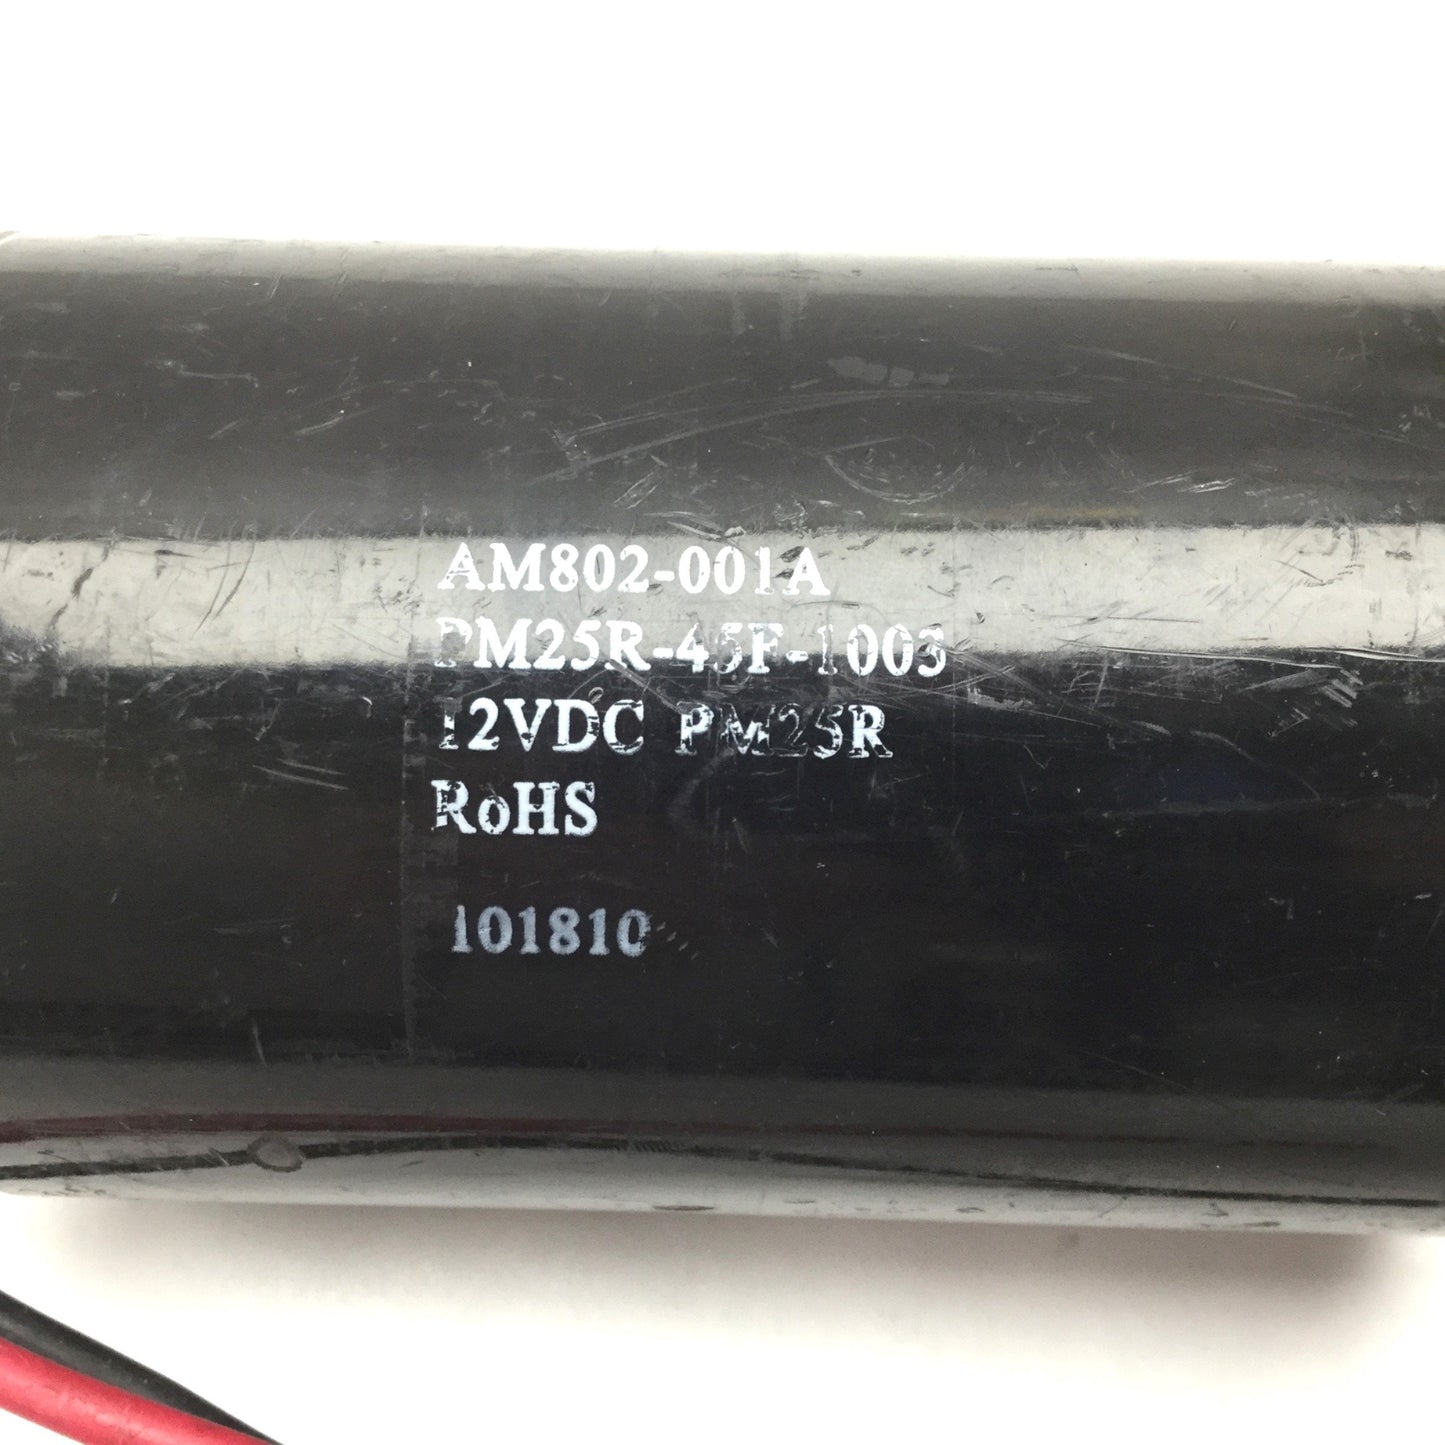 AM802-001A
PM25R-45F-1003
12VDC PM25R
RoHS
101810